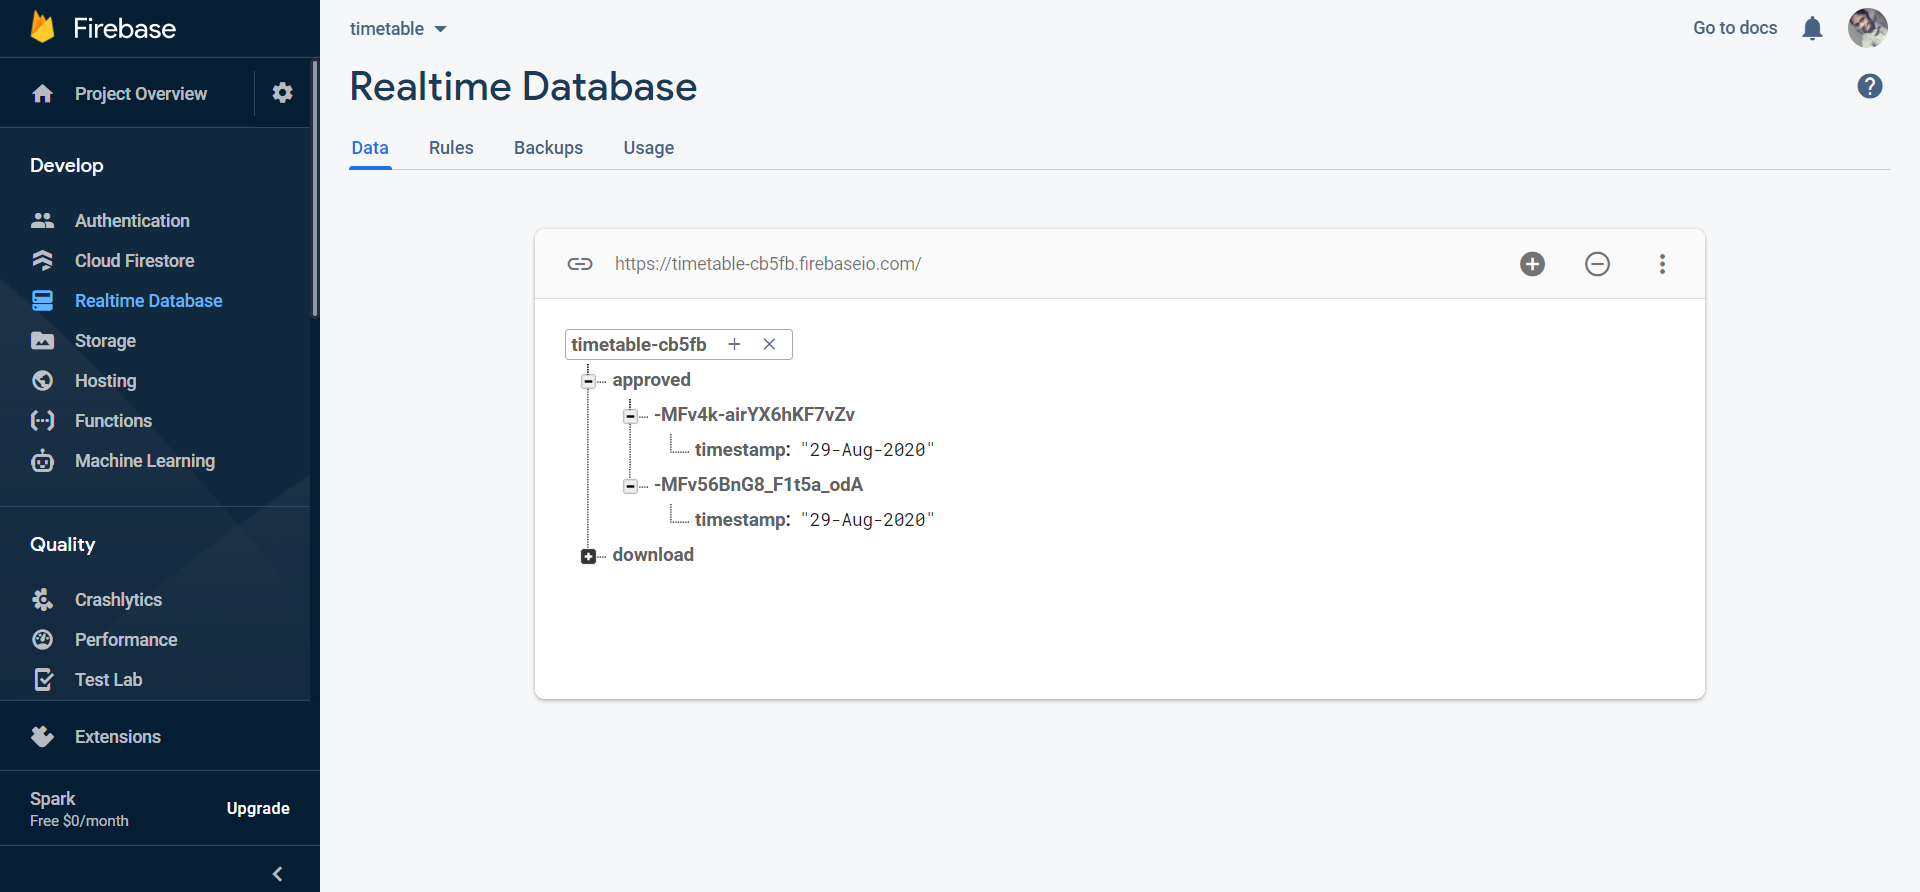 Firebase
Project Overview
Develop
Authentication
Cloud Firestore
Realtime Database
Storage
Hosting
Functions
Machine Learning
Quality
Crashlytics
Performance
Test Lab
Extensions
Spark
Free $0/month
Upgrade
timetable
Go to docs
Realtime Database
Data Rules Backups Usage
https://timetable-cb5fb.firebaseio.com/
timetable-cb5fb
approved
-MFv4k-airYX6hKF7vZv
timestamp: "29-Aug-2020"
-MFv56BnG8_F1t5a_odA
timestamp: "29-Aug-2020"
download